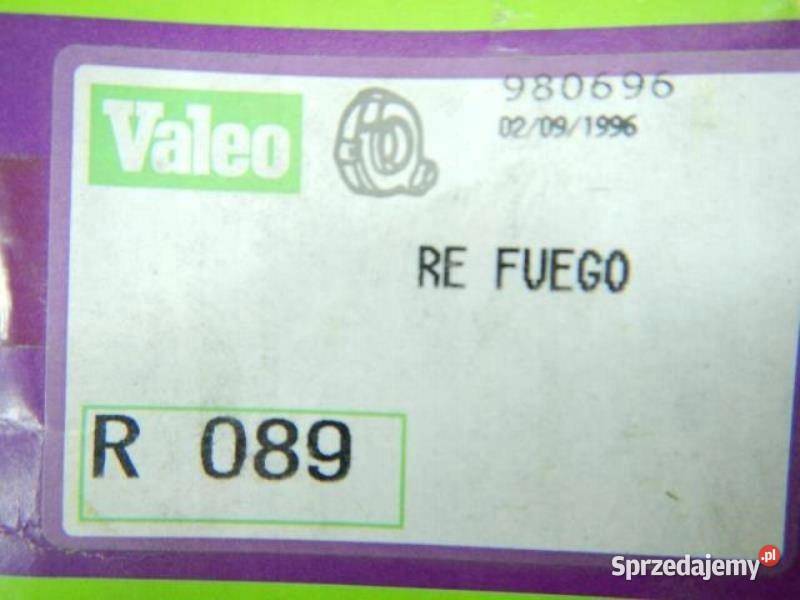 Valeo
980696
02/09/1996
RE FUEGO
R 089
Sprzedajemy.pl